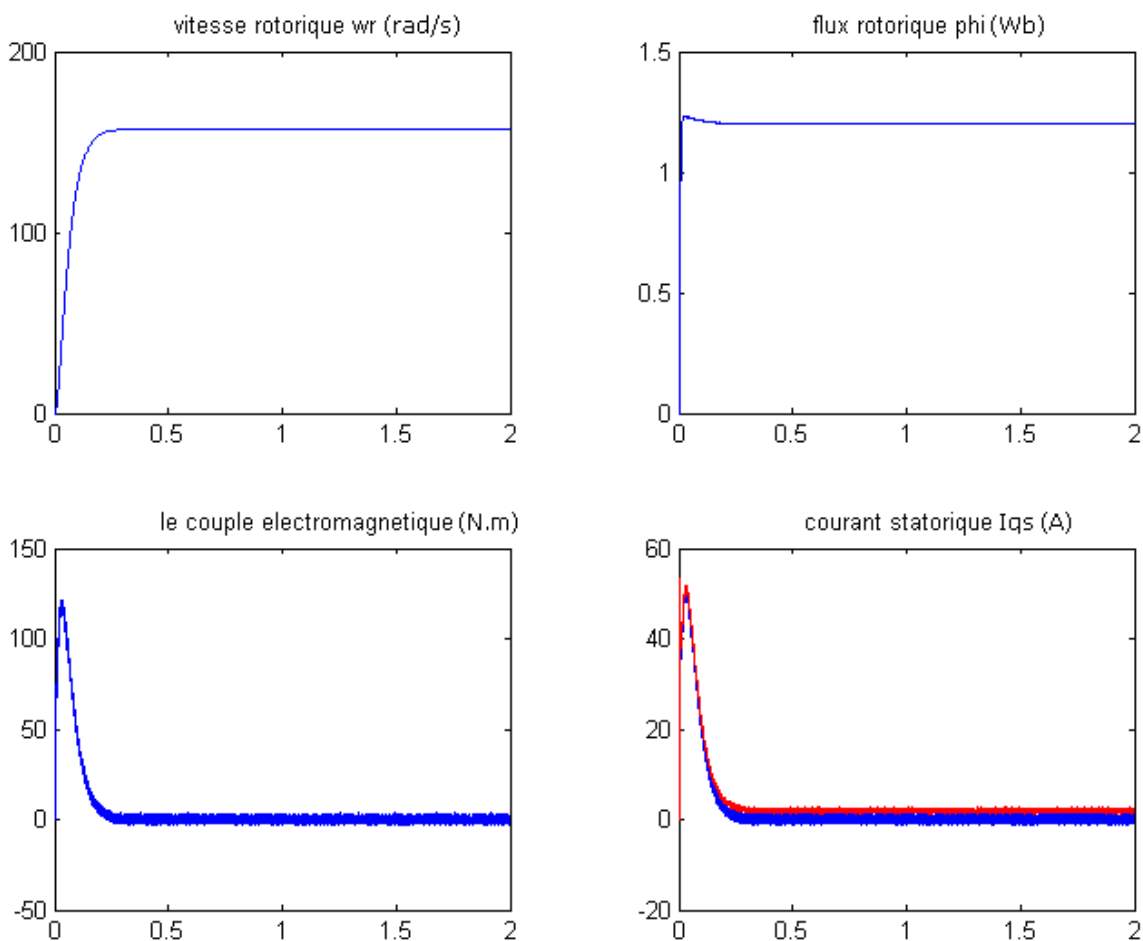 vitesse rotorique wr (rad/s)
200
100
0
0 0.5 1 1.5 2
flux rotorique phi (Wb)
1.5
1
0.5
0
0 0.5 1 1.5 2
le couple electromagnetique (N.m)
150
100
50
0
-50
0 0.5 1 1.5 2
courant statorique Iqs (A)
60
40
20
0
-20
0 0.5 1 1.5 2